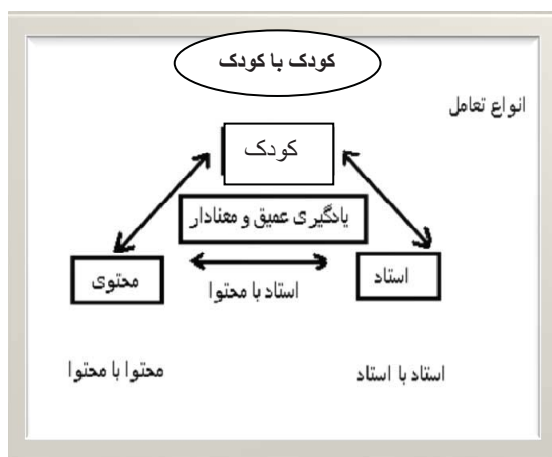 کودک با کودک
انواع تعامل
کودک
یادگیری عمیق و معنادار
استاد
محتوی
استاد با محتوا
استاد با استاد
محتوا با محتوا